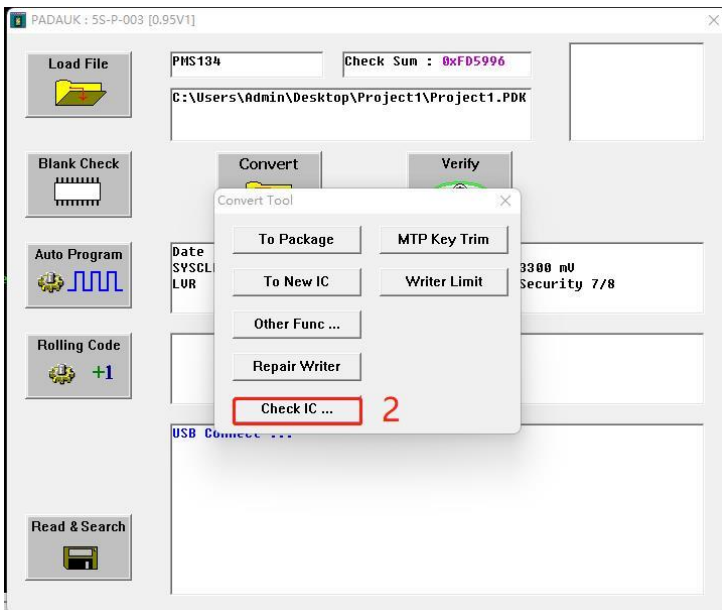 PADAUK : 5S-P-003 [0.95V1]
Load File
PMS134
Check Sum : 0xFD5996
C:\Users\Admin\Desktop\Project1\Project1.PDK
Blank Check
Convert
Verify
Convert Tool
To Package
MTP Key Trim
Auto Program
Date
SYSCL
3300 mV
LVR
Security 7/8
To New IC
Writer Limit
Other Func ...
Rolling Code
+1
Repair Writer
Check IC ...
2
USB Connect ...
Read & Search